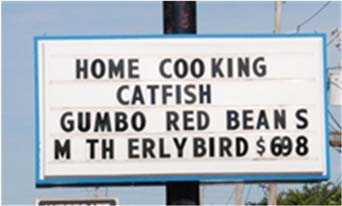 HOME COOKING
CATFISH
GUMBO RED BEANS
M TH ERLYBIRD $698